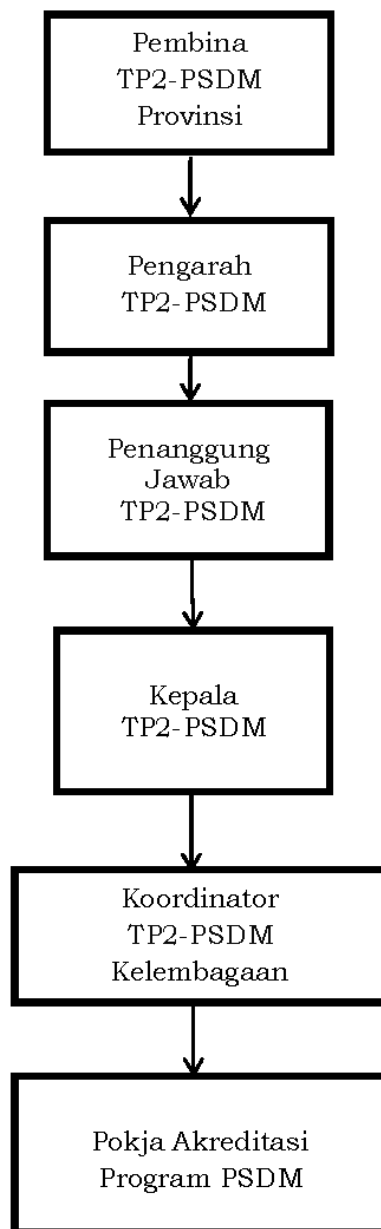 Pembina
TP2-PSDM
Provinsi
Pengarah
TP2-PSDM
Penanggung
Jawab
TP2-PSDM
Kepala
TP2-PSDM
Koordinator
TP2-PSDM
Kelembagaan
Pokja Akreditasi
Program PSDM